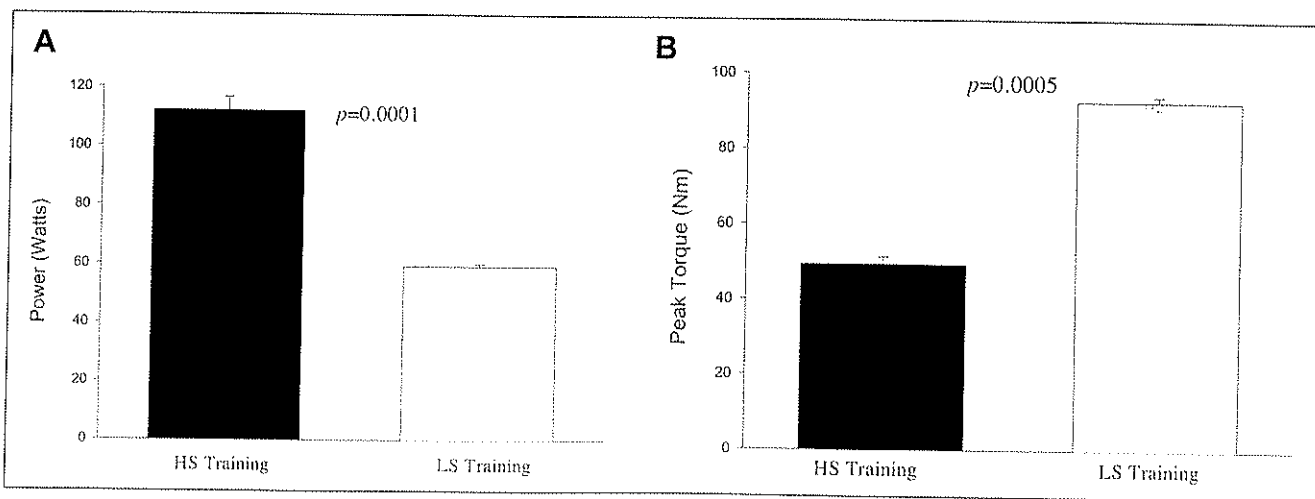 A
120
100
80
60
40
20
0
Power (Watts)
p=0.0001
HS Training
LS Training
B
100
80
60
40
20
0
Peak Torque (Nm)
p=0.0005
HS Training
LS Training